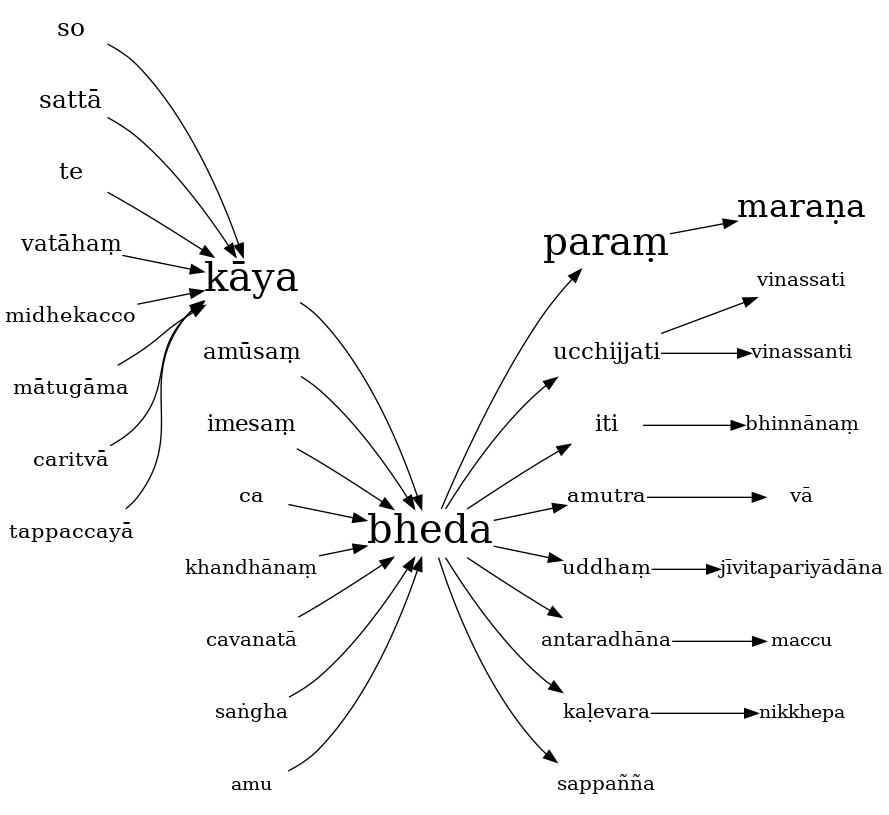 so
sattā
te
vatāhaṃ
midhekacco
mātugāma
caritvā
tappaccayā
kāya
amūsaṃ
imesaṃ
ca
khandhānaṃ
cavanatā
saṅgha
amu
bheda
paraṃ
ucchijjati
iti
amutra
uddhaṃ
antaradhāna
kaḷevara
sappañña
maraṇa
vinassati
vinassanti
bhinnānaṃ
vā
jīvitapariyādāna
maccu
nikkhepa